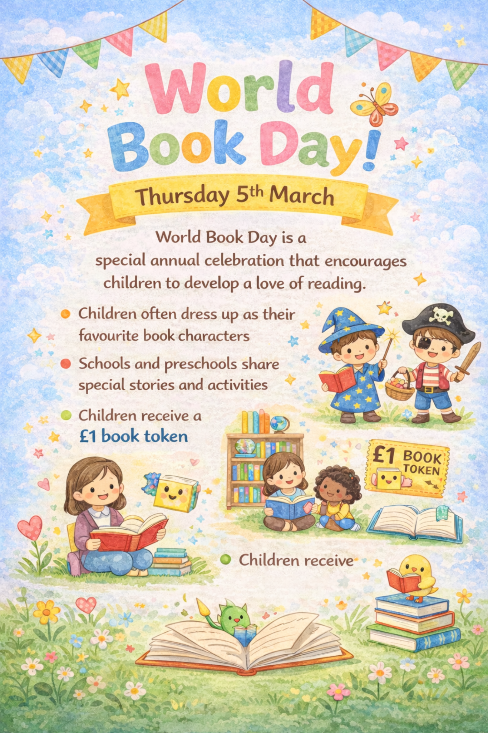 World
Book Day!
Thursday 5th March
World Book Day is a
special annual celebration that encourages
children to develop a love of reading.
Children often dress up as their
favourite book characters
Schools and preschools share
special stories and activities
Children receive a
£1 book token
£1 BOOK
TOKEN
Children receive